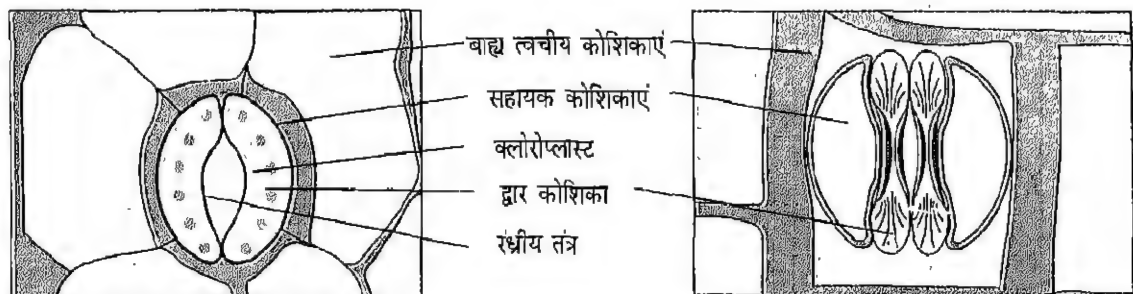 बाह्य त्वचीय कोशिकाएं
सहायक कोशिकाएं
क्लोरोप्लास्ट
द्वार कोशिका
रंध्रीय तंत्र